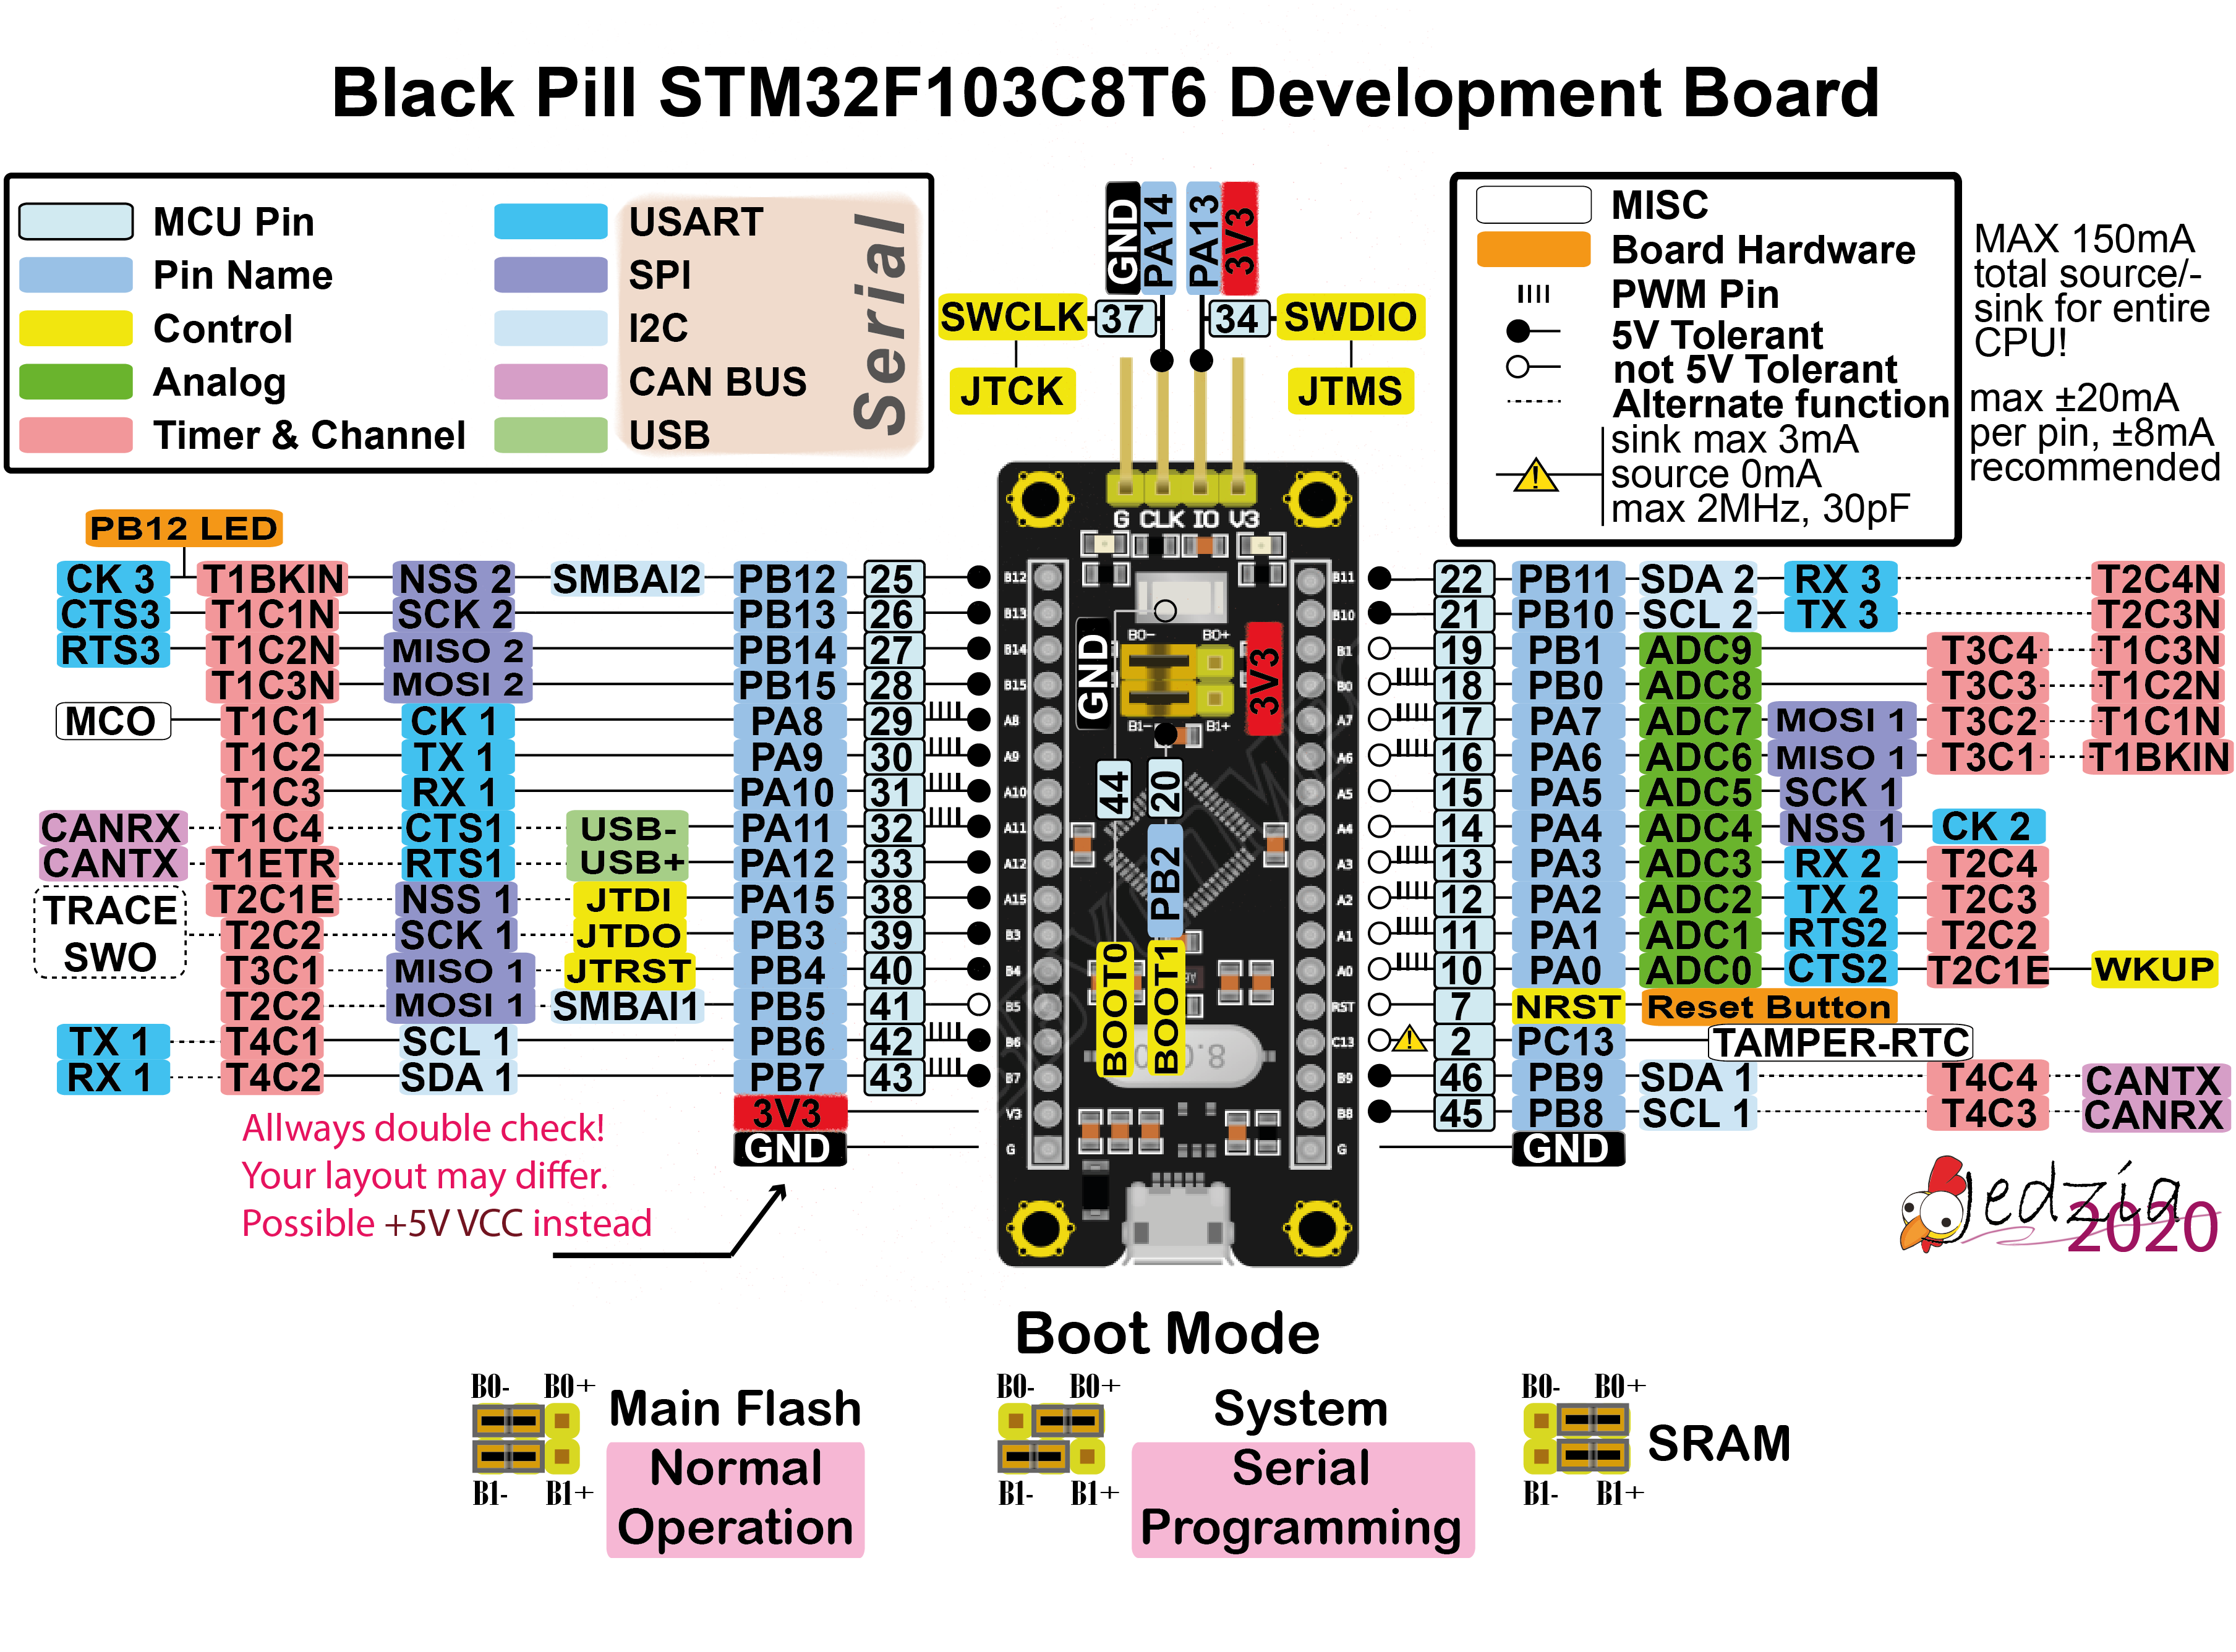 Black Pill STM32F103C8T6 Development Board
MCU Pin
Pin Name
Control
Analog
Timer & Channel
USART
SPI
I2C
CAN BUS
USB
Serial
GND PA14 PA13 3V3
SWCLK 37 34 SWDIO
JTCK JTMS
MISC
Board Hardware
PWM Pin
5V Tolerant
not 5V Tolerant
Alternate function
sink max 3mA
source 0mA
max 2MHz, 30pF
MAX 150mA
total source/-
sink for entire
CPU!
max ±20mA
per pin, ±8mA
recommended
PB12 LED
CK 3 T1BKIN NSS 2 SMBAI2 PB12 25
CTS3 T1C1N SCK 2 PB13 26
RTS3 T1C2N MISO 2 PB14 27
T1C3N MOSI 2 PB15 28
MCO T1C1 CK 1 PA8 29
T1C2 TX 1 PA9 30
T1C3 RX 1 PA10 31
CANRX T1C4 CTS1 USB- PA11 32
CANTX T1ETR RTS1 USB+ PA12 33
TRACE
SWO
T2C1E NSS 1 JTDI PA15 38
T2C2 SCK 1 JTDO PB3 39
T3C1 MISO 1 JTRST PB4 40
T2C2 MOSI 1 SMBAI1 PB5 41
TX 1 T4C1 SCL 1 PB6 42
RX 1 T4C2 SDA 1 PB7 43
3V3
GND
Allways double check!
Your layout may differ.
Possible +5V VCC instead
G CLK IO V3
B12 B11
B13 B10
B14 B1
B15 B0
A8 A7
A9 A6
A10 A5
A11 A4
A12 A3
A15 A2
B3 A1
B4 A0
B5 RST
B6 C13
B7 B9
V3 B8
G G
B0- B0+
GND 3V3
B1- B1+
44 20
PB2
BOOT0 BOOT1
8.0
22 PB11 SDA 2 RX 3 T2C4N
21 PB10 SCL 2 TX 3 T2C3N
19 PB1 ADC9 T3C4 T1C3N
18 PB0 ADC8 T3C3 T1C2N
17 PA7 ADC7 MOSI 1 T3C2 T1C1N
16 PA6 ADC6 MISO 1 T3C1 T1BKIN
15 PA5 ADC5 SCK 1
14 PA4 ADC4 NSS 1 CK 2
13 PA3 ADC3 RX 2 T2C4
12 PA2 ADC2 TX 2 T2C3
11 PA1 ADC1 RTS2 T2C2
10 PA0 ADC0 CTS2 T2C1E WKUP
7 NRST Reset Button
2 PC13 TAMPER-RTC
46 PB9 SDA 1 T4C4 CANTX
45 PB8 SCL 1 T4C3 CANRX
GND
Jedzia
2020
Boot Mode
B0- B0+
Main Flash
Normal
Operation
B1- B1+
B0- B0+
System
Serial
Programming
B1- B1+
B0- B0+
SRAM
B1- B1+